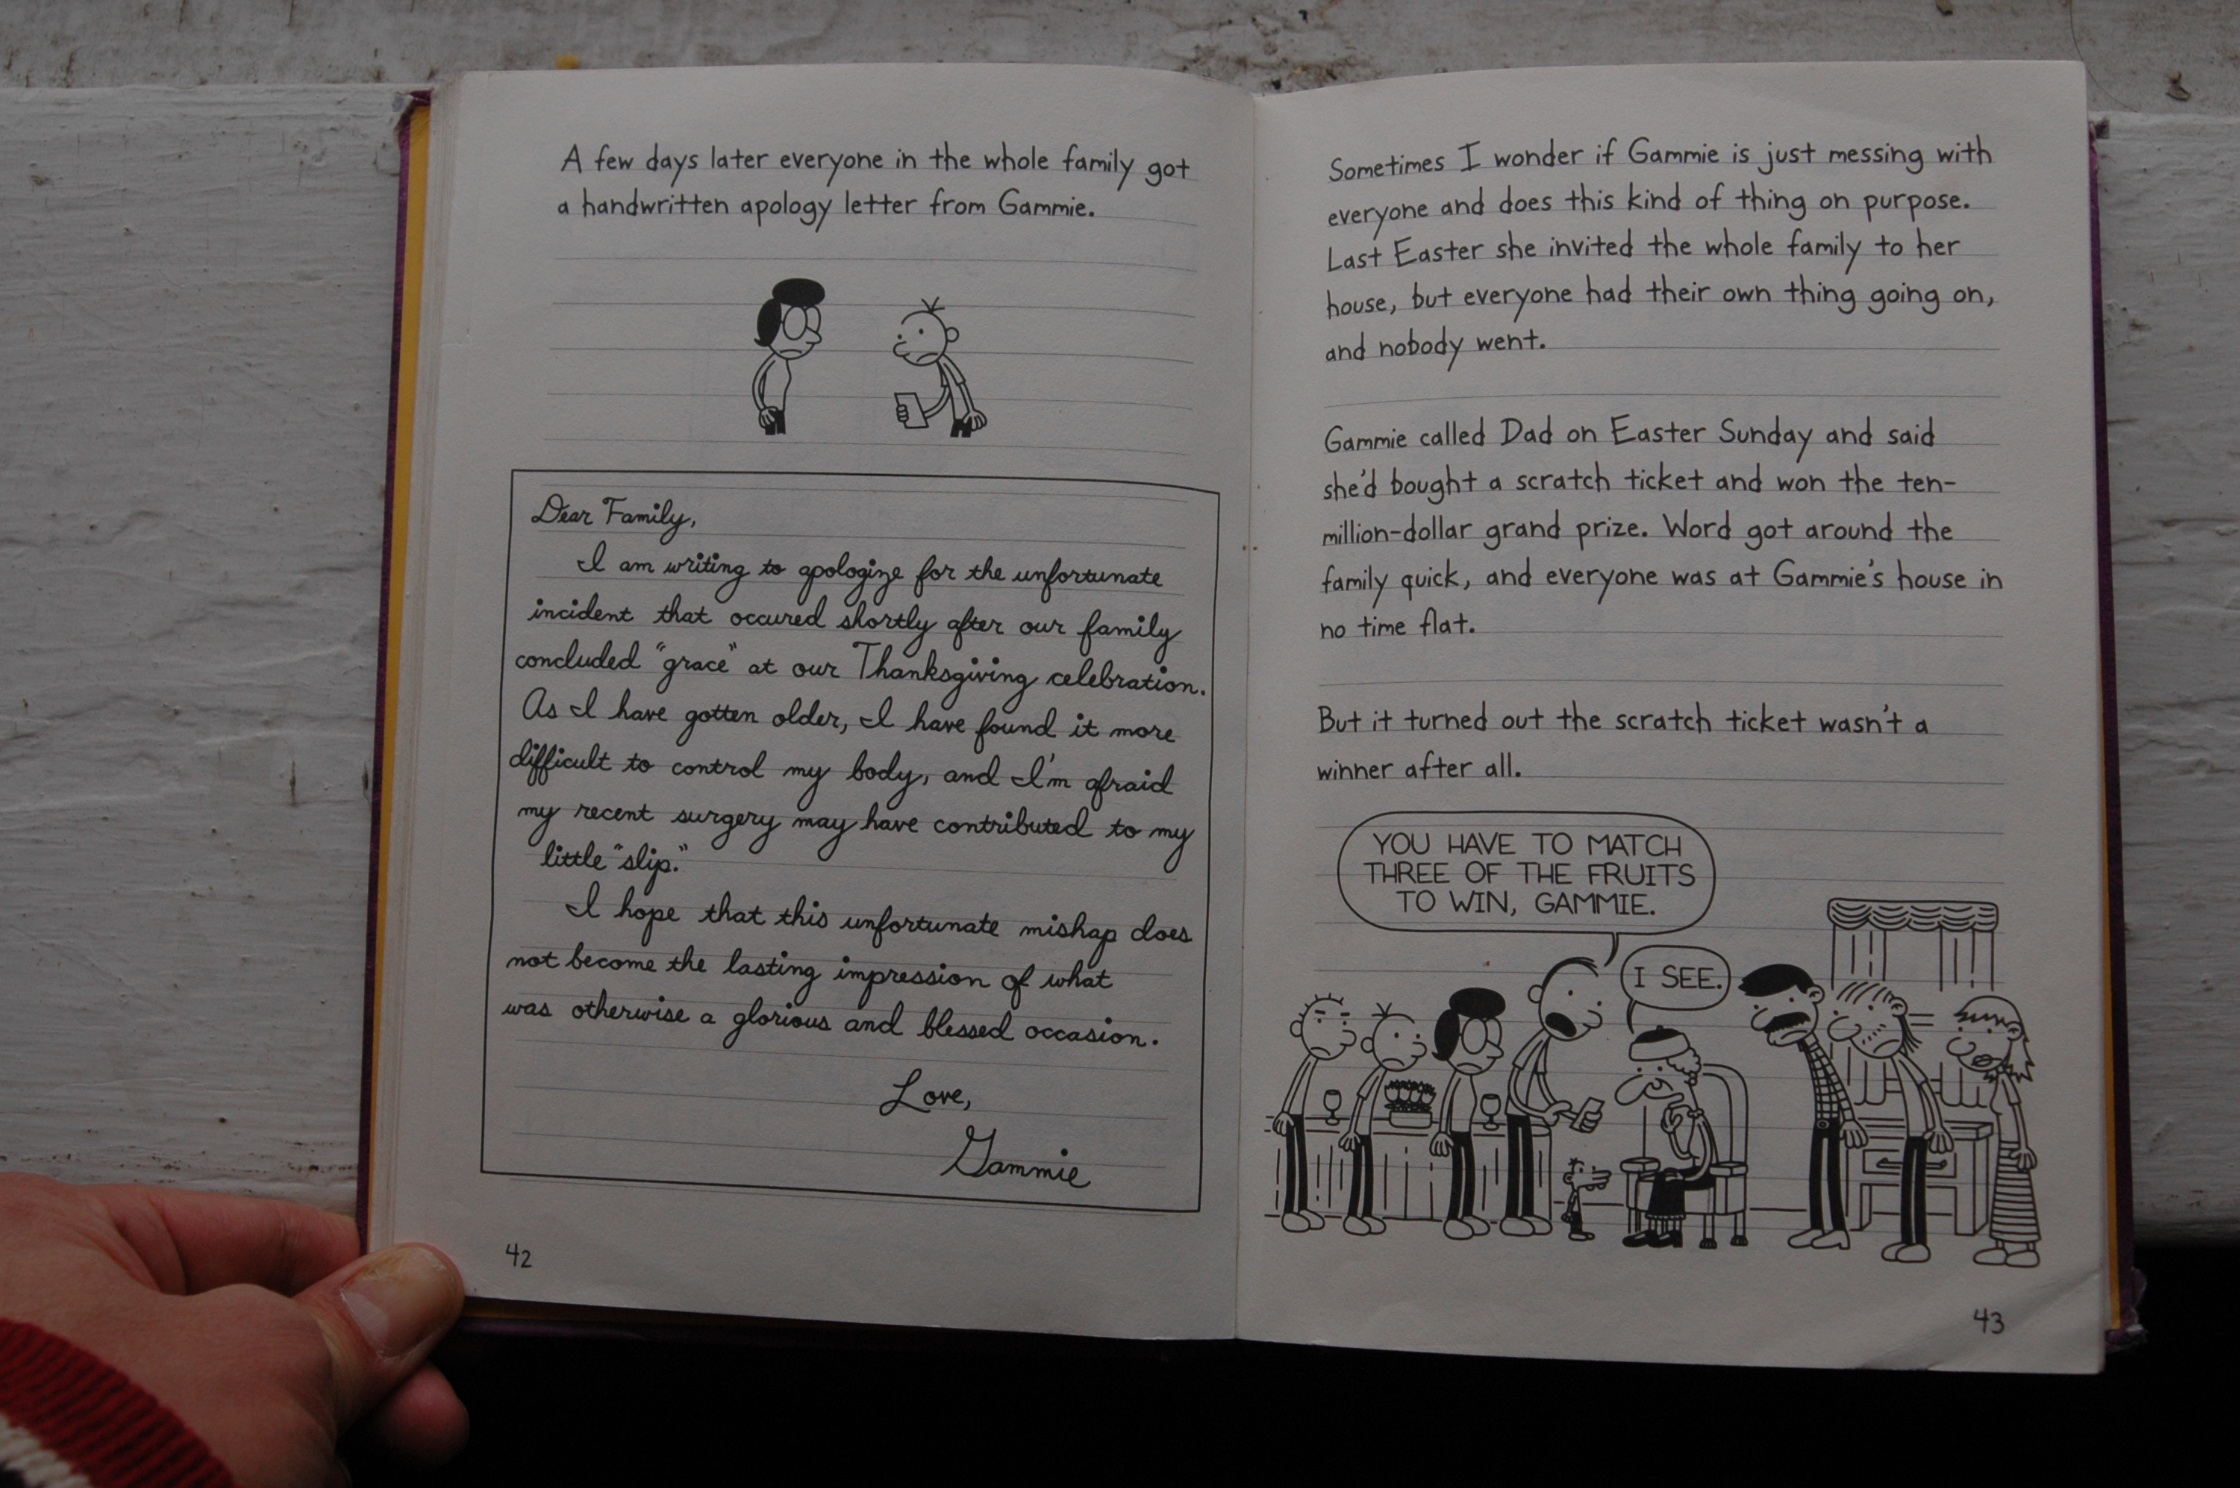 A few days later everyone in the whole family got
a handwritten apology letter from Gammie.
Dear Family,
I am writing to apologize for the unfortunate
incident that occured shortly after our family
concluded "grace" at our Thanksgiving celebration.
As I have gotten older, I have found it more
difficult to control my body, and I'm afraid
my recent surgery may have contributed to my
little "slip."
I hope that this unfortunate mishap does
not become the lasting impression of what
was otherwise a glorious and blessed occasion.
Love,
Gammie
42
Sometimes I wonder if Gammie is just messing with
everyone and does this kind of thing on purpose.
Last Easter she invited the whole family to her
house, but everyone had their own thing going on,
and nobody went.
Gammie called Dad on Easter Sunday and said
she'd bought a scratch ticket and won the ten-
million-dollar grand prize. Word got around the
family quick, and everyone was at Gammie's house in
no time flat.
But it turned out the scratch ticket wasn't a
winner after all.
YOU HAVE TO MATCH
THREE OF THE FRUITS
TO WIN, GAMMIE.
I SEE.
43